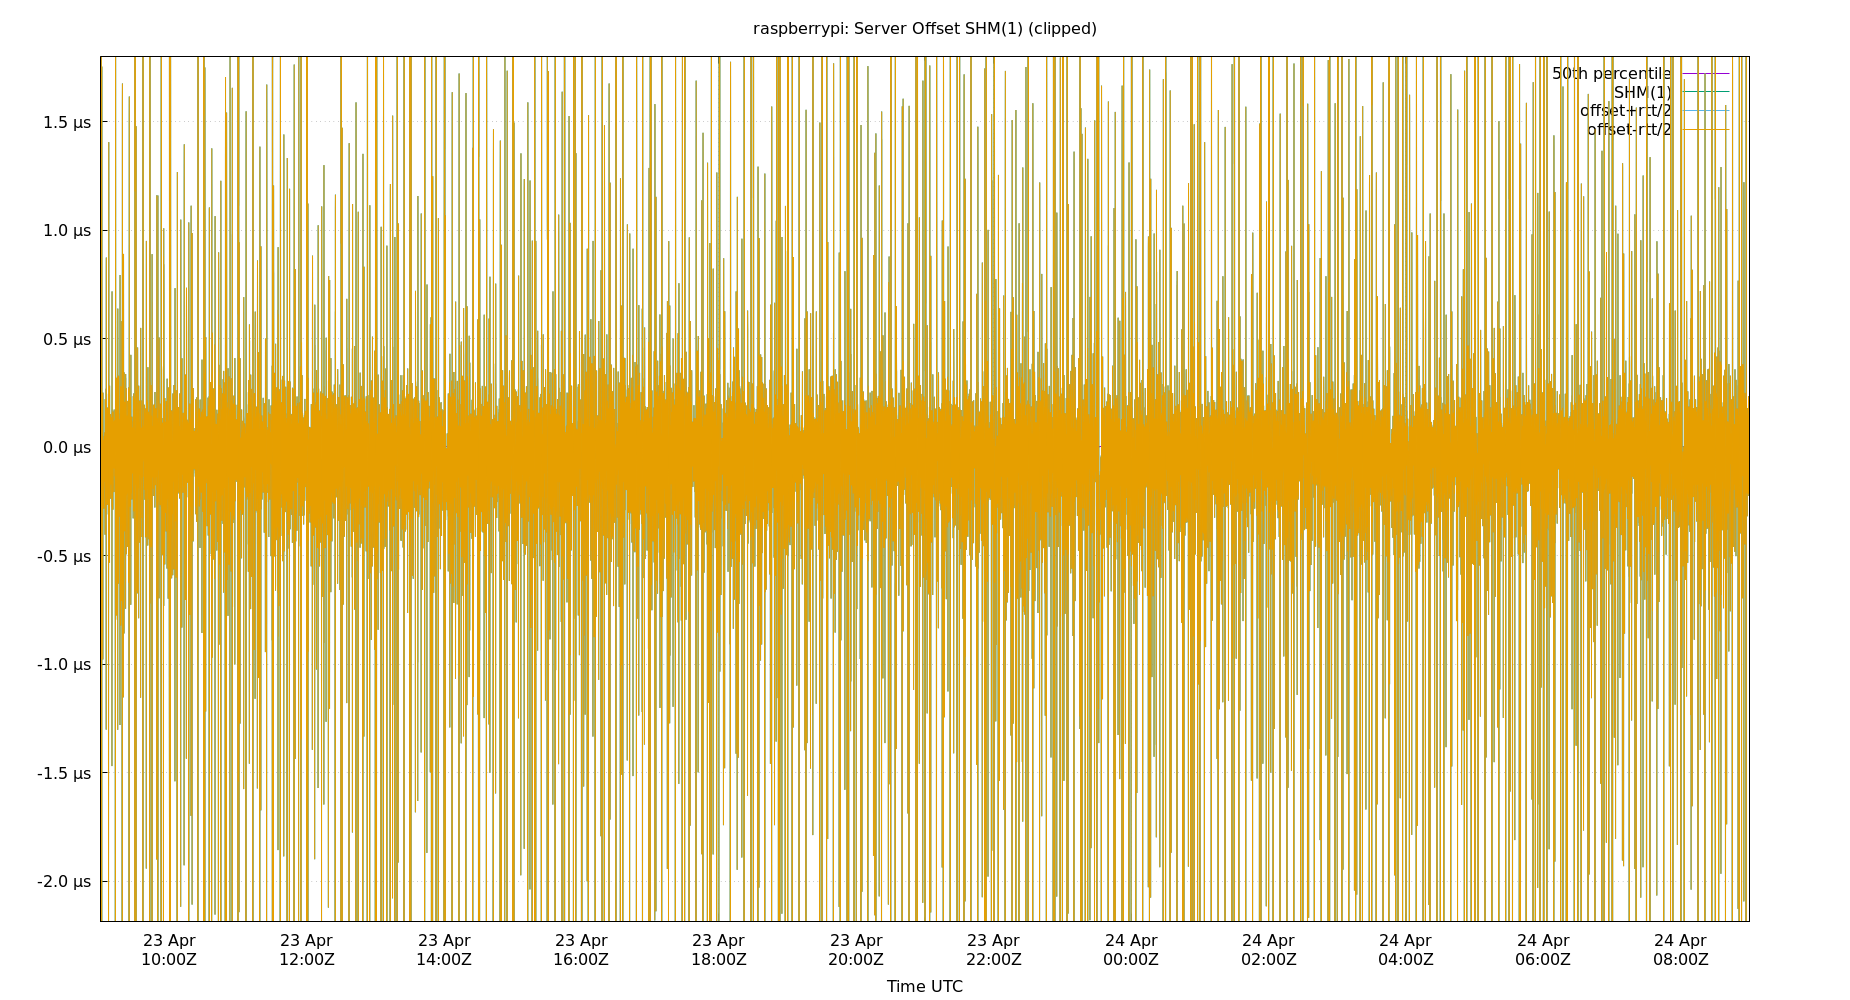 raspberrypi: Server Offset SHM(1) (clipped)
50th percentile
SHM(1)
offset+rtt/2
offset-rtt/2
1.5 µs
1.0 µs
0.5 µs
0.0 µs
-0.5 µs
-1.0 µs
-1.5 µs
-2.0 µs
23 Apr 23 Apr 23 Apr 23 Apr 23 Apr 23 Apr 23 Apr 24 Apr 24 Apr 24 Apr 24 Apr 24 Apr
10:00Z 12:00Z 14:00Z 16:00Z 18:00Z 20:00Z 22:00Z 00:00Z 02:00Z 04:00Z 06:00Z 08:00Z
Time UTC